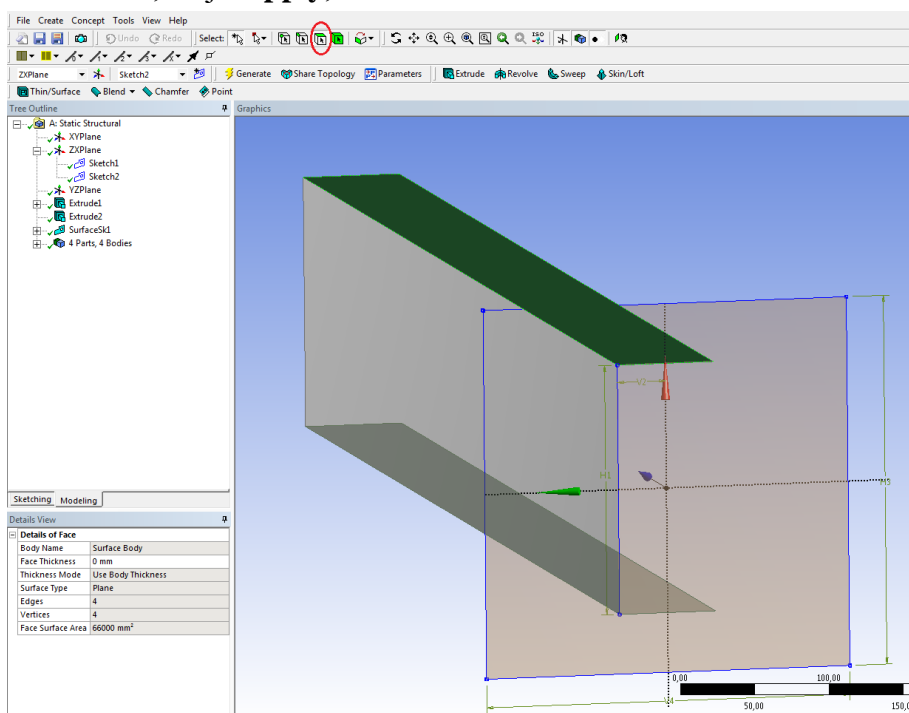 File Create Concept Tools View Help
Undo Redo Select:
ZXPlane Sketch2 Generate Share Topology Parameters Extrude Revolve Sweep Skin/Loft
Thin/Surface Blend Chamfer Point
Tree Outline Graphics
A: Static Structural
XYPlane
ZXPlane
Sketch1
Sketch2
YZPlane
Extrude1
Extrude2
SurfaceSk1
4 Parts, 4 Bodies
V2
H1
H3
Sketching Modeling
Details View
Details of Face
Body Name Surface Body
Face Thickness 0 mm
Thickness Mode Use Body Thickness
Surface Type Plane
Edges 4
Vertices 4
Face Surface Area 66000 mm²
0,00 100,00
V4
50,00 150,0